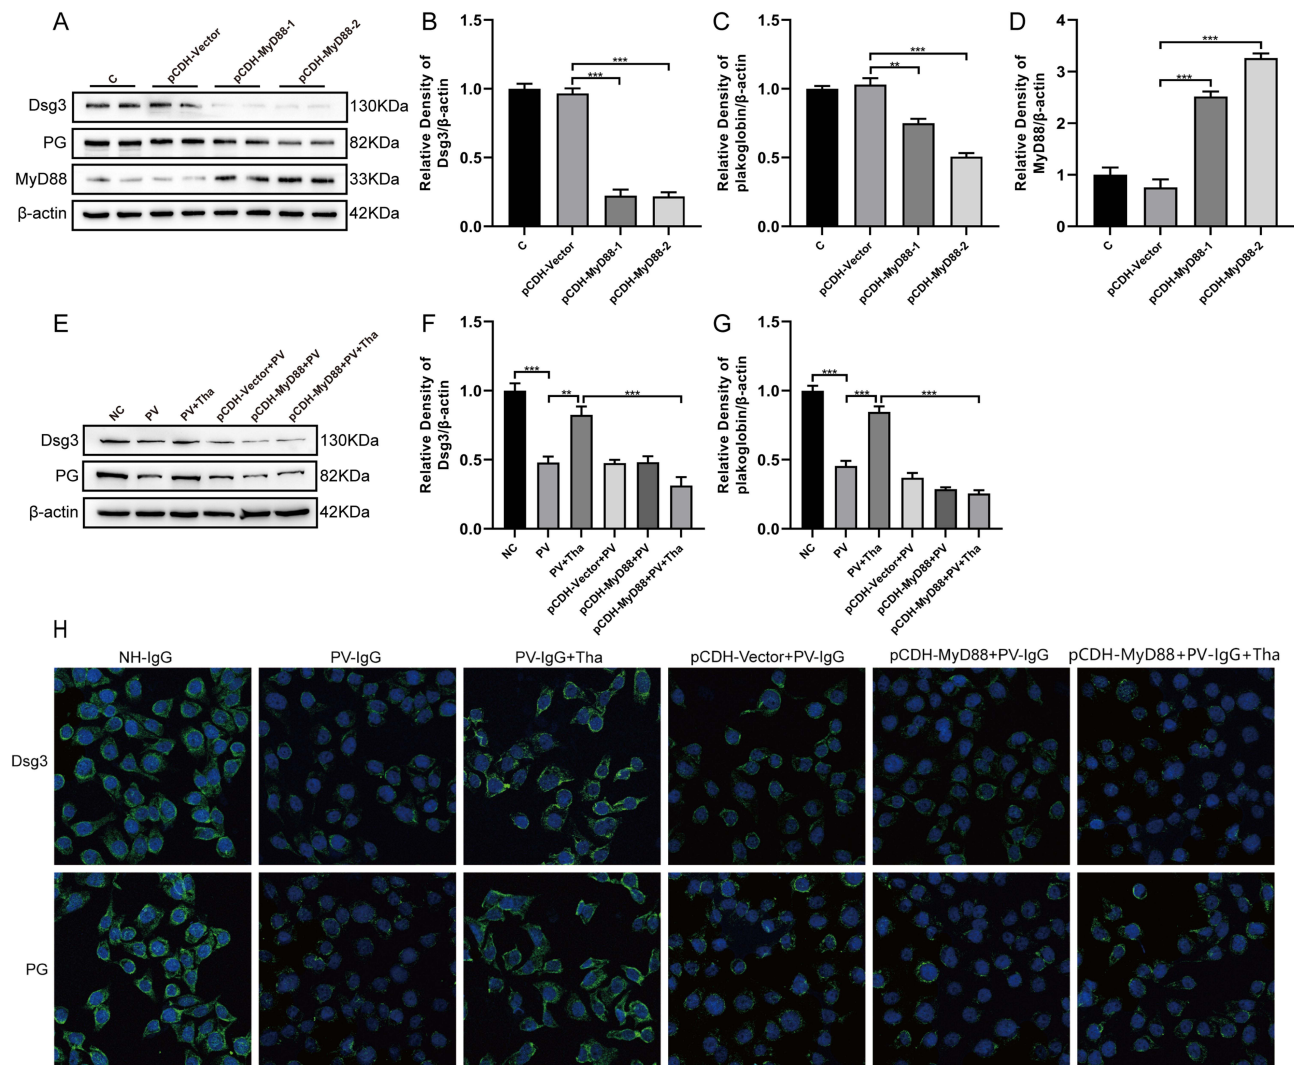 A
C
pCDH-Vector
pCDH-MyD88-1
pCDH-MyD88-2
Dsg3
130KDa
PG
82KDa
MyD88
33KDa
β-actin
42KDa
B
Relative Density of
Dsg3/β-actin
1.5
1.0
0.5
0.0
***
***
C
pCDH-Vector
pCDH-MyD88-1
pCDH-MyD88-2
C
Relative Density of
plakoglobin/β-actin
1.5
1.0
0.5
0.0
***
**
C
pCDH-Vector
pCDH-MyD88-1
pCDH-MyD88-2
D
Relative Density of
MyD88/β-actin
4
3
2
1
0
***
***
C
pCDH-Vector
pCDH-MyD88-1
pCDH-MyD88-2
E
NC
PV
PV+Tha
pCDH-Vector+PV
pCDH-MyD88+PV
pCDH-MyD88+PV+Tha
Dsg3
130KDa
PG
82KDa
β-actin
42KDa
F
Relative Density of
Dsg3/β-actin
1.5
1.0
0.5
0.0
***
**
***
NC
PV
PV+Tha
pCDH-Vector+PV
pCDH-MyD88+PV
pCDH-MyD88+PV+Tha
G
Relative Density of
plakoglobin/β-actin
1.5
1.0
0.5
0.0
***
***
***
NC
PV
PV+Tha
pCDH-Vector+PV
pCDH-MyD88+PV
pCDH-MyD88+PV+Tha
H
NH-IgG
PV-IgG
PV-IgG+Tha
pCDH-Vector+PV-IgG
pCDH-MyD88+PV-IgG
pCDH-MyD88+PV-IgG+Tha
Dsg3
PG